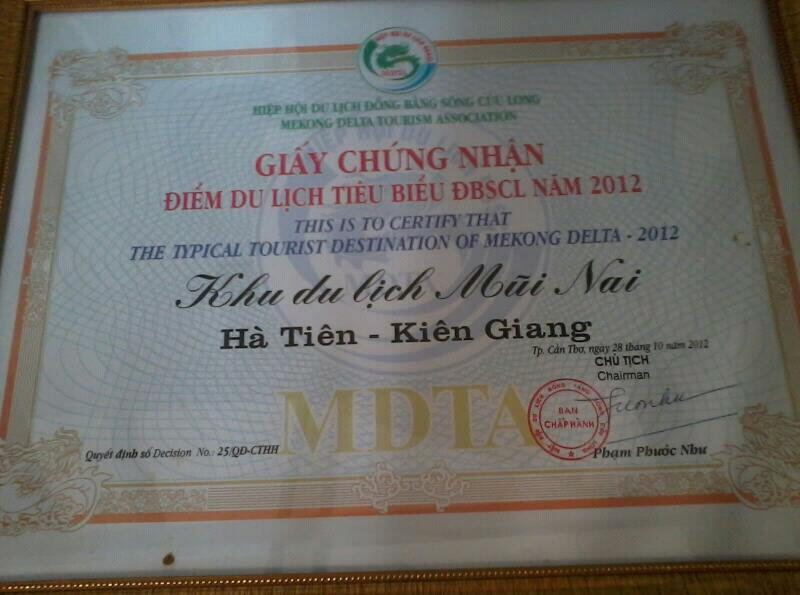 HIỆP HỘI DU LỊCH ĐỒNG BẰNG SÔNG CỬU LONG
MEKONG DELTA TOURISM ASSOCIATION
GIẤY CHỨNG NHẬN
ĐIỂM DU LỊCH TIÊU BIỂU ĐBSCL NĂM 2012
THIS IS TO CERTIFY THAT
THE TYPICAL TOURIST DESTINATION OF MEKONG DELTA - 2012
Khu du lịch Mũi Nai
Hà Tiên - Kiên Giang
Tp. Cần Thơ, ngày 28 tháng 10 năm 2012
CHỦ TỊCH
Chairman
MDTA
BAN
CHẤP HÀNH
Quyết định số Decision No.: 25/QĐ-CTHH
Phạm Phước Như